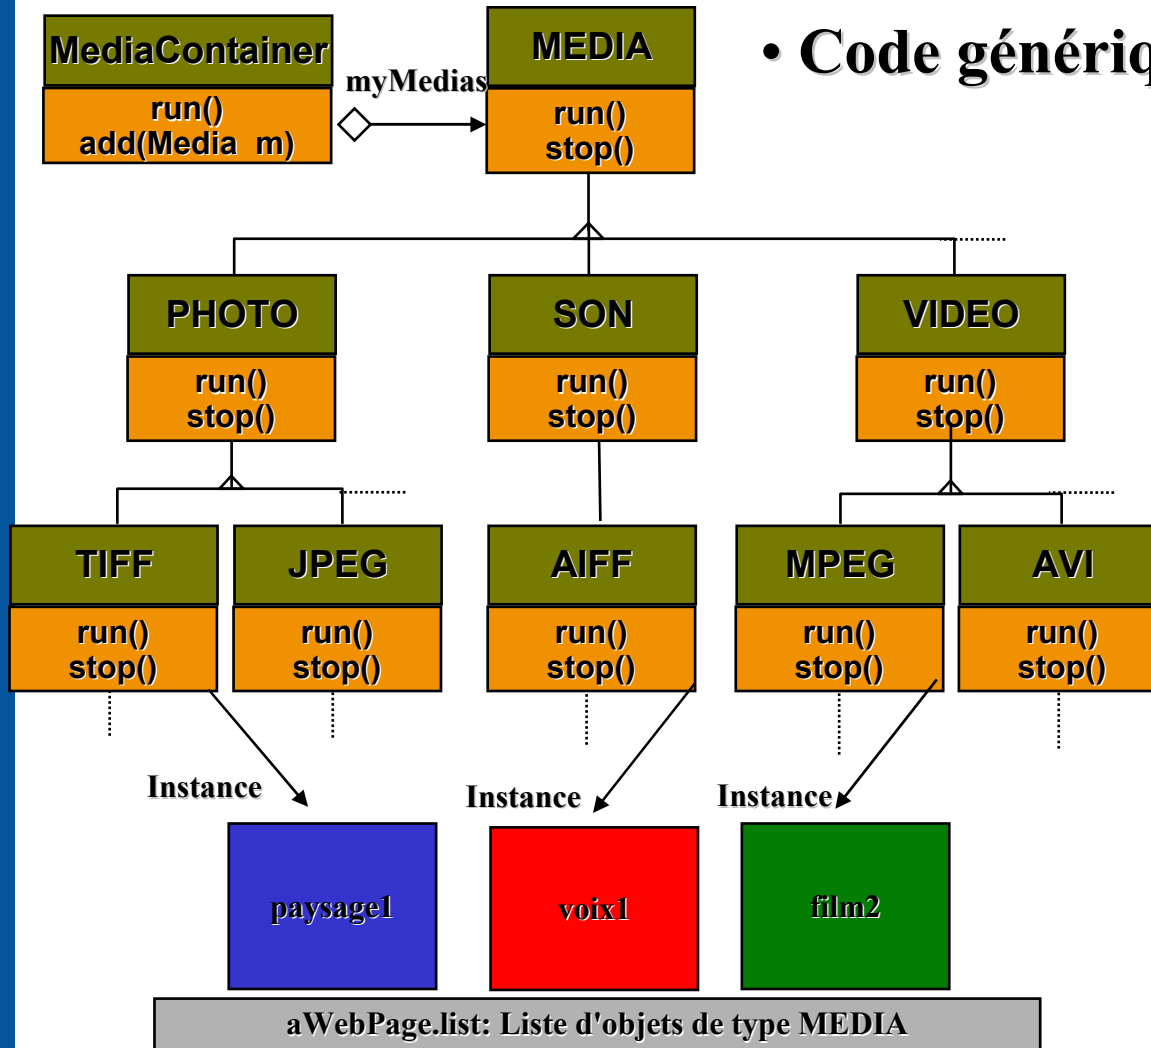 MediaContainer
run()
add(Media m)
myMedias
MEDIA
run()
stop()
• Code génériq
PHOTO
run()
stop()
SON
run()
stop()
VIDEO
run()
stop()
TIFF
run()
stop()
JPEG
run()
stop()
AIFF
run()
stop()
MPEG
run()
stop()
AVI
run()
stop()
Instance
Instance
Instance
paysage1
voix1
film2
aWebPage.list: Liste d'objets de type MEDIA